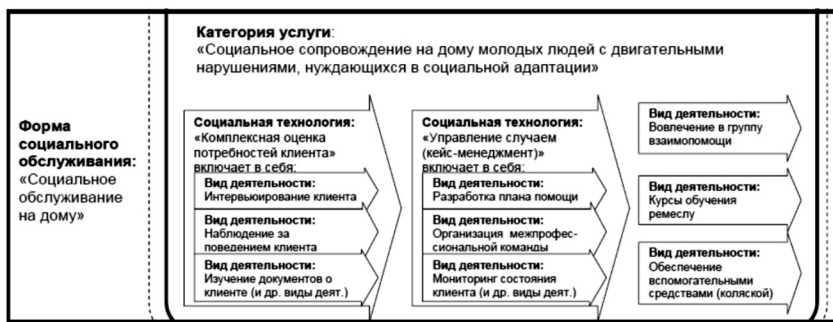 Категория услуги:
«Социальное сопровождение на дому молодых людей с двигательными
нарушениями, нуждающихся в социальной адаптации»
Форма
социального
обслуживания:
«Социальное
обслуживание
на дому»
Социальная технология:
«Комплексная оценка
потребностей клиента»
включает в себя:
Вид деятельности:
Интервьюирование клиента
Вид деятельности:
Наблюдение за
поведением клиента
Вид деятельности:
Изучение документов о
клиенте (и др. виды деят.)
Социальная технология:
«Управление случаем
(кейс-менеджмент)»
включает в себя:
Вид деятельности:
Разработка плана помощи
Вид деятельности:
Организация межпрофес-
сиональной команды
Вид деятельности:
Мониторинг состояния
клиента (и др. виды деят.)
Вид деятельности:
Вовлечение в группу
взаимопомощи
Вид деятельности:
Курсы обучения
ремеслу
Вид деятельности:
Обеспечение
вспомогательными
средствами (коляской)